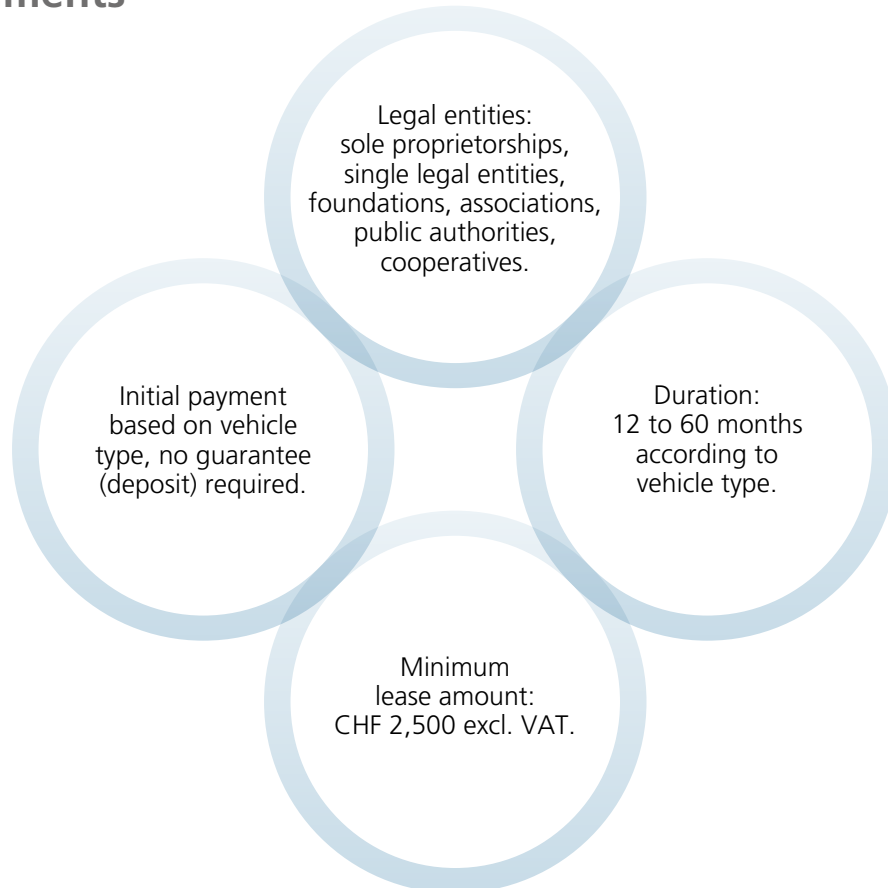 Legal entities:
sole proprietorships,
single legal entities,
foundations, associations,
public authorities,
cooperatives.
Initial payment
based on vehicle
type, no guarantee
(deposit) required.
Duration:
12 to 60 months
according to
vehicle type.
Minimum
lease amount:
CHF 2,500 excl. VAT.